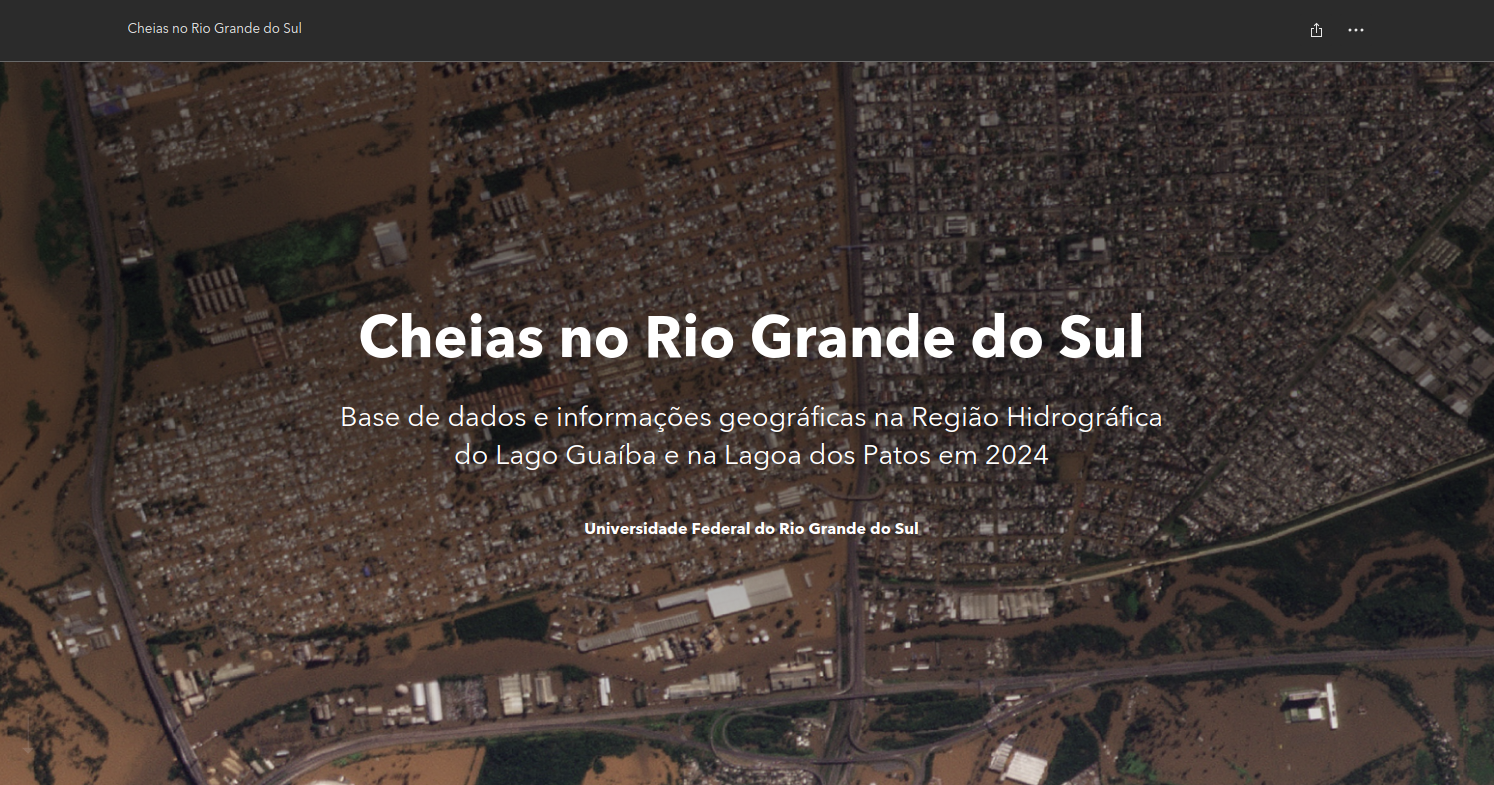 Cheias no Rio Grande do Sul
Cheias no Rio Grande do Sul
Base de dados e informações geográficas na Região Hidrográfica
do Lago Guaíba e na Lagoa dos Patos em 2024
Universidade Federal do Rio Grande do Sul